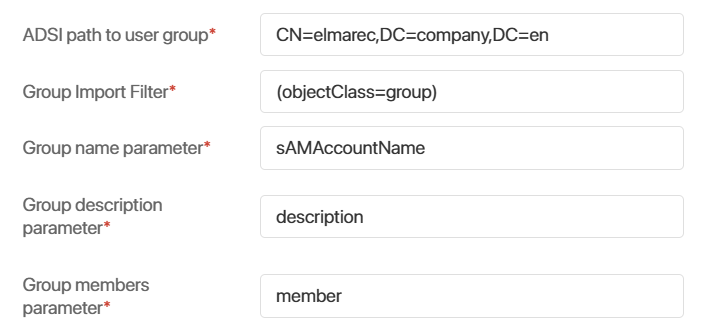 ADSI path to user group*
CN=elmarec,DC=company,DC=en
Group Import Filter*
(objectClass=group)
Group name parameter*
sAMAccountName
Group description
parameter*
description
Group members
parameter*
member